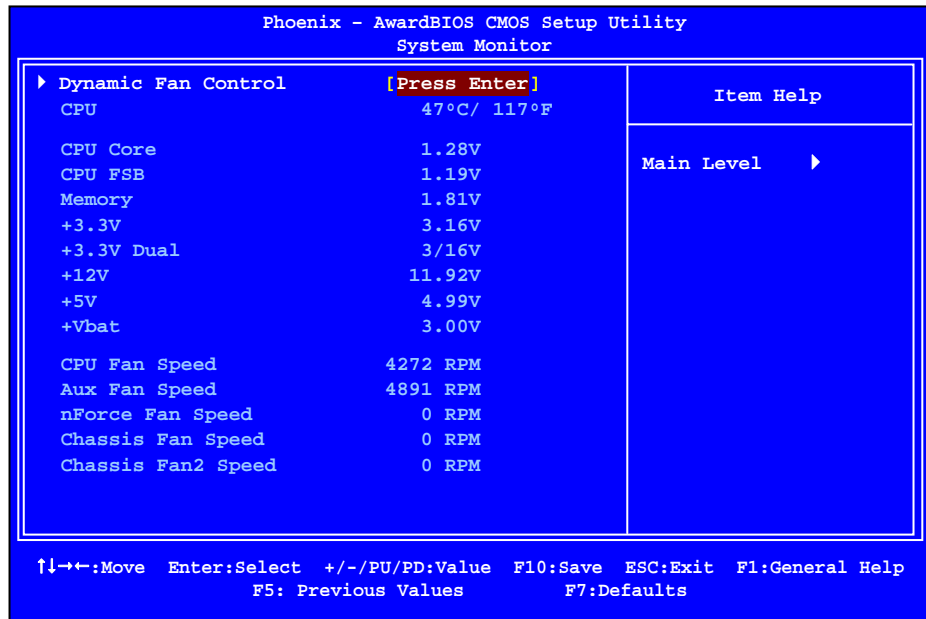 Phoenix – AwardBIOS CMOS Setup Utility
System Monitor
Dynamic Fan Control [Press Enter]
CPU 47°C/ 117°F
CPU Core 1.28V
CPU FSB 1.19V
Memory 1.81V
+3.3V 3.16V
+3.3V Dual 3/16V
+12V 11.92V
+5V 4.99V
+Vbat 3.00V
CPU Fan Speed 4272 RPM
Aux Fan Speed 4891 RPM
nForce Fan Speed 0 RPM
Chassis Fan Speed 0 RPM
Chassis Fan2 Speed 0 RPM
Item Help
Main Level
↑↓→←:Move Enter:Select +/-/PU/PD:Value F10:Save ESC:Exit F1:General Help
F5: Previous Values F7:Defaults